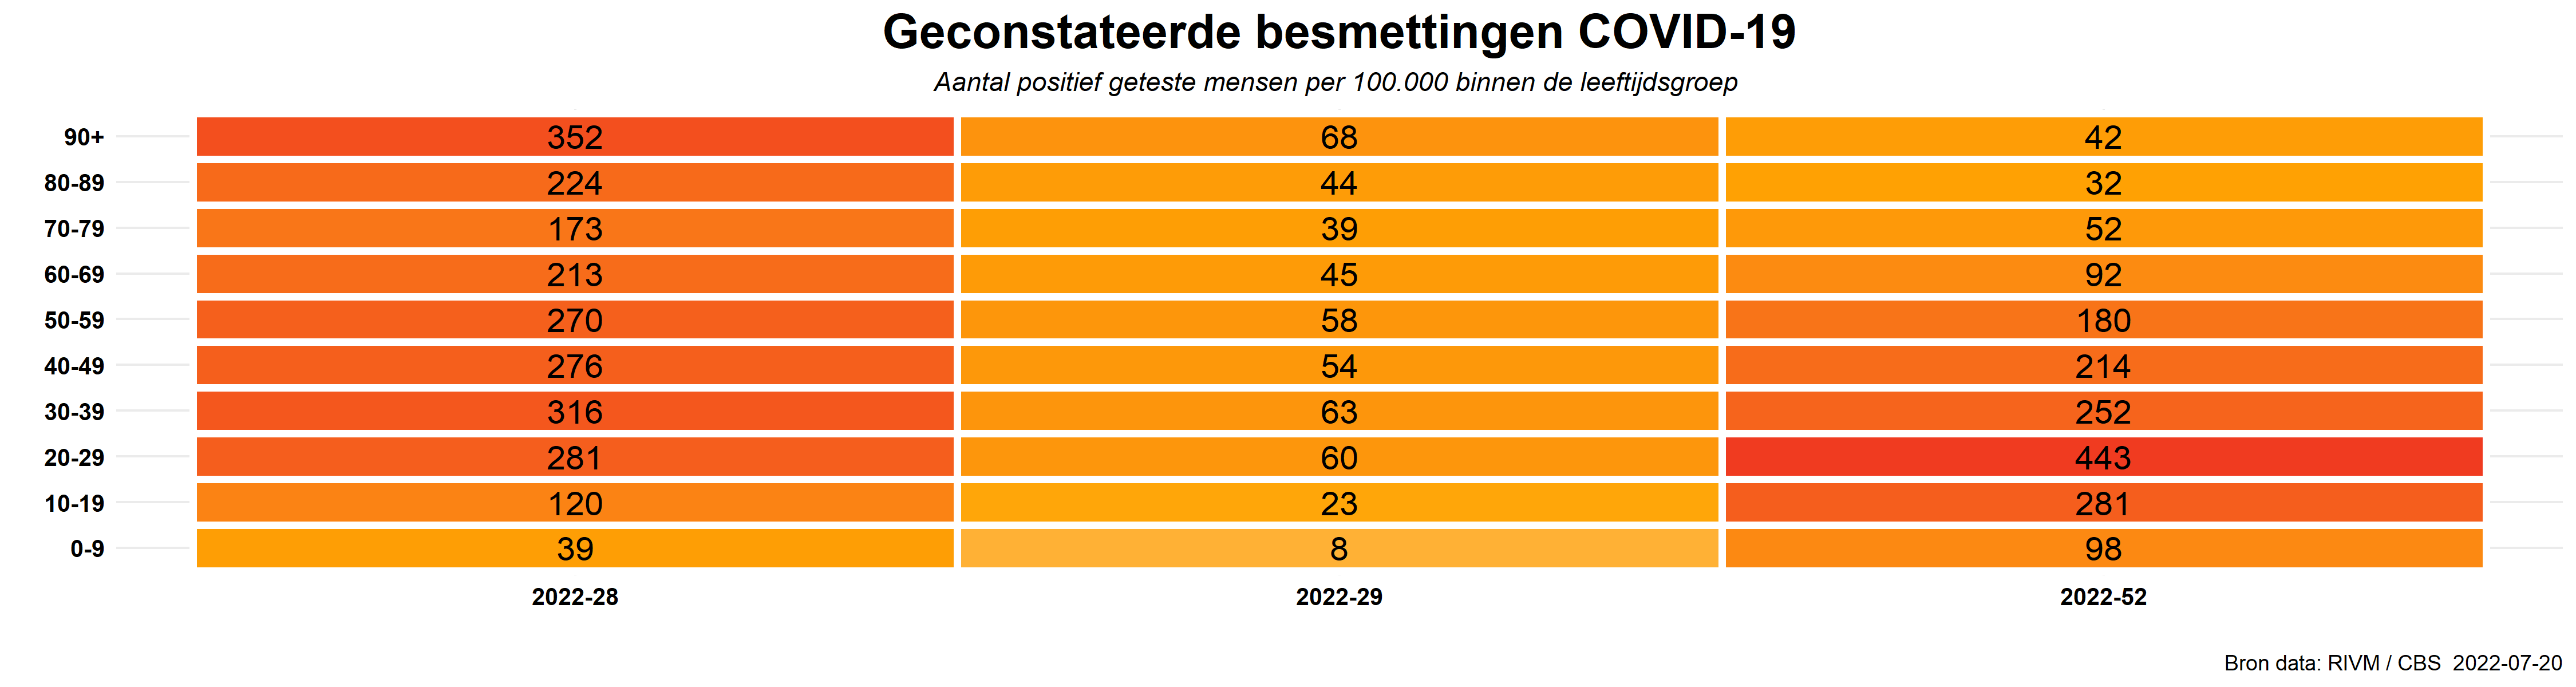 Geconstateerde besmettingen COVID-19
Aantal positief geteste mensen per 100.000 binnen de leeftijdsgroep
90+ 352 68 42
80-89 224 44 32
70-79 173 39 52
60-69 213 45 92
50-59 270 58 180
40-49 276 54 214
30-39 316 63 252
20-29 281 60 443
10-19 120 23 281
0-9 39 8 98
2022-28 2022-29 2022-52
Bron data: RIVM / CBS  2022-07-20